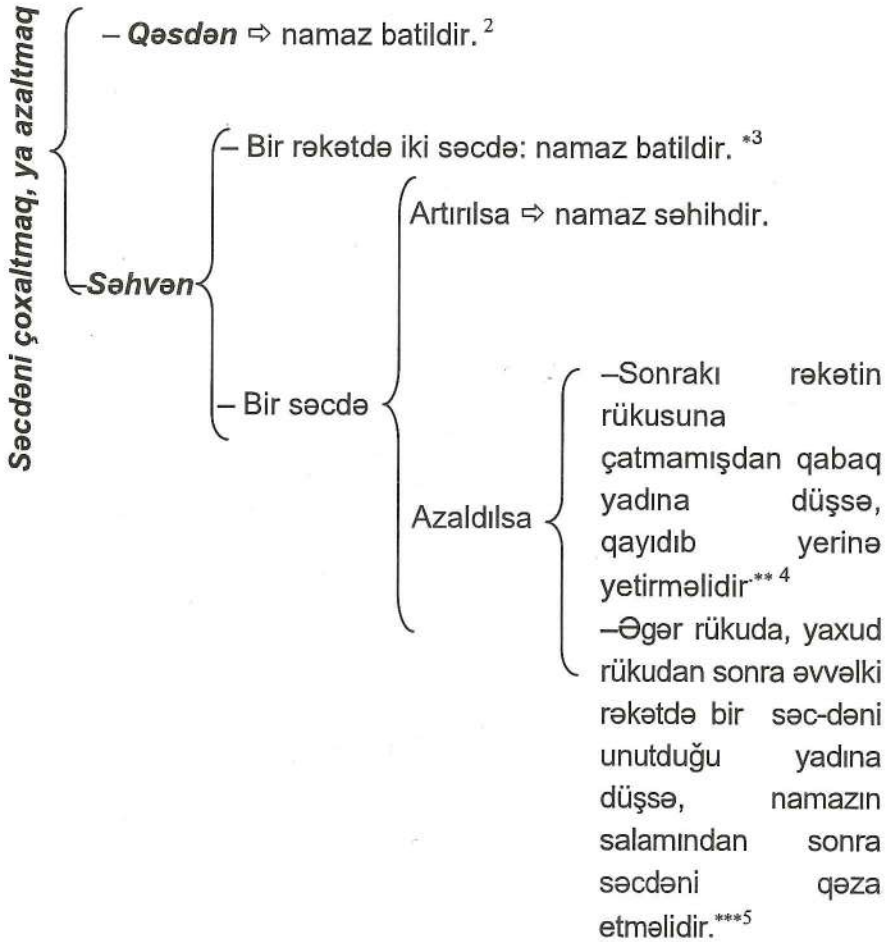 Səcdəni çoxaltmaq, ya azaltmaq
– Qəsdən ⇨ namaz batildir. 2
–Səhvən
– Bir rəkətdə iki səcdə: namaz batildir. *3
– Bir səcdə
Artırılsa ⇨ namaz səhihdir.
Azaldılsa
–Sonrakı rəkətin
rükusuna
çatmamışdan qabaq
yadına düşsə,
qayıdıb yerinə
yetirməlidir.** 4
–Əgər rükuda, yaxud
rükudan sonra əvvəlki
rəkətdə bir səc-dəni
unutduğu yadına
düşsə, namazın
salamından sonra
səcdəni qəza
etməlidir.***5